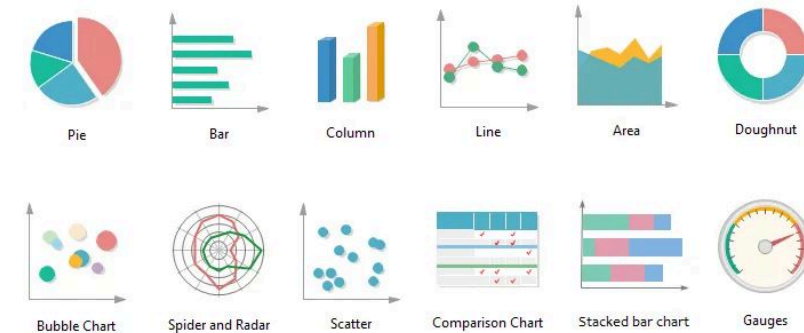 Pie
Bar
Column
Line
Area
Doughnut
Bubble Chart
Spider and Radar
Scatter
Comparison Chart
Stacked bar chart
Gauges